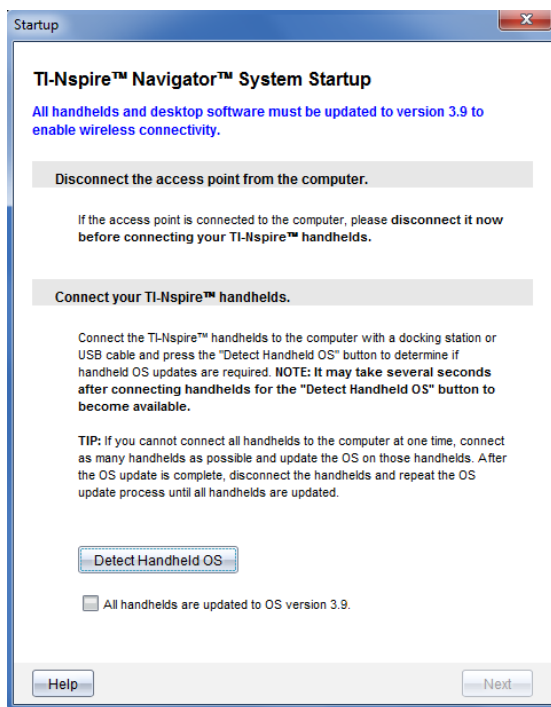 Startup
TI-Nspire™ Navigator™ System Startup
All handhelds and desktop software must be updated to version 3.9 to
enable wireless connectivity.
Disconnect the access point from the computer.
If the access point is connected to the computer, please disconnect it now
before connecting your TI-Nspire™ handhelds.
Connect your TI-Nspire™ handhelds.
Connect the TI-Nspire™ handhelds to the computer with a docking station or
USB cable and press the "Detect Handheld OS" button to determine if
handheld OS updates are required. NOTE: It may take several seconds
after connecting handhelds for the "Detect Handheld OS" button to
become available.
TIP: If you cannot connect all handhelds to the computer at one time, connect
as many handhelds as possible and update the OS on those handhelds. After
the OS update is complete, disconnect the handhelds and repeat the OS
update process until all handhelds are updated.
Detect Handheld OS
All handhelds are updated to OS version 3.9.
Help
Next